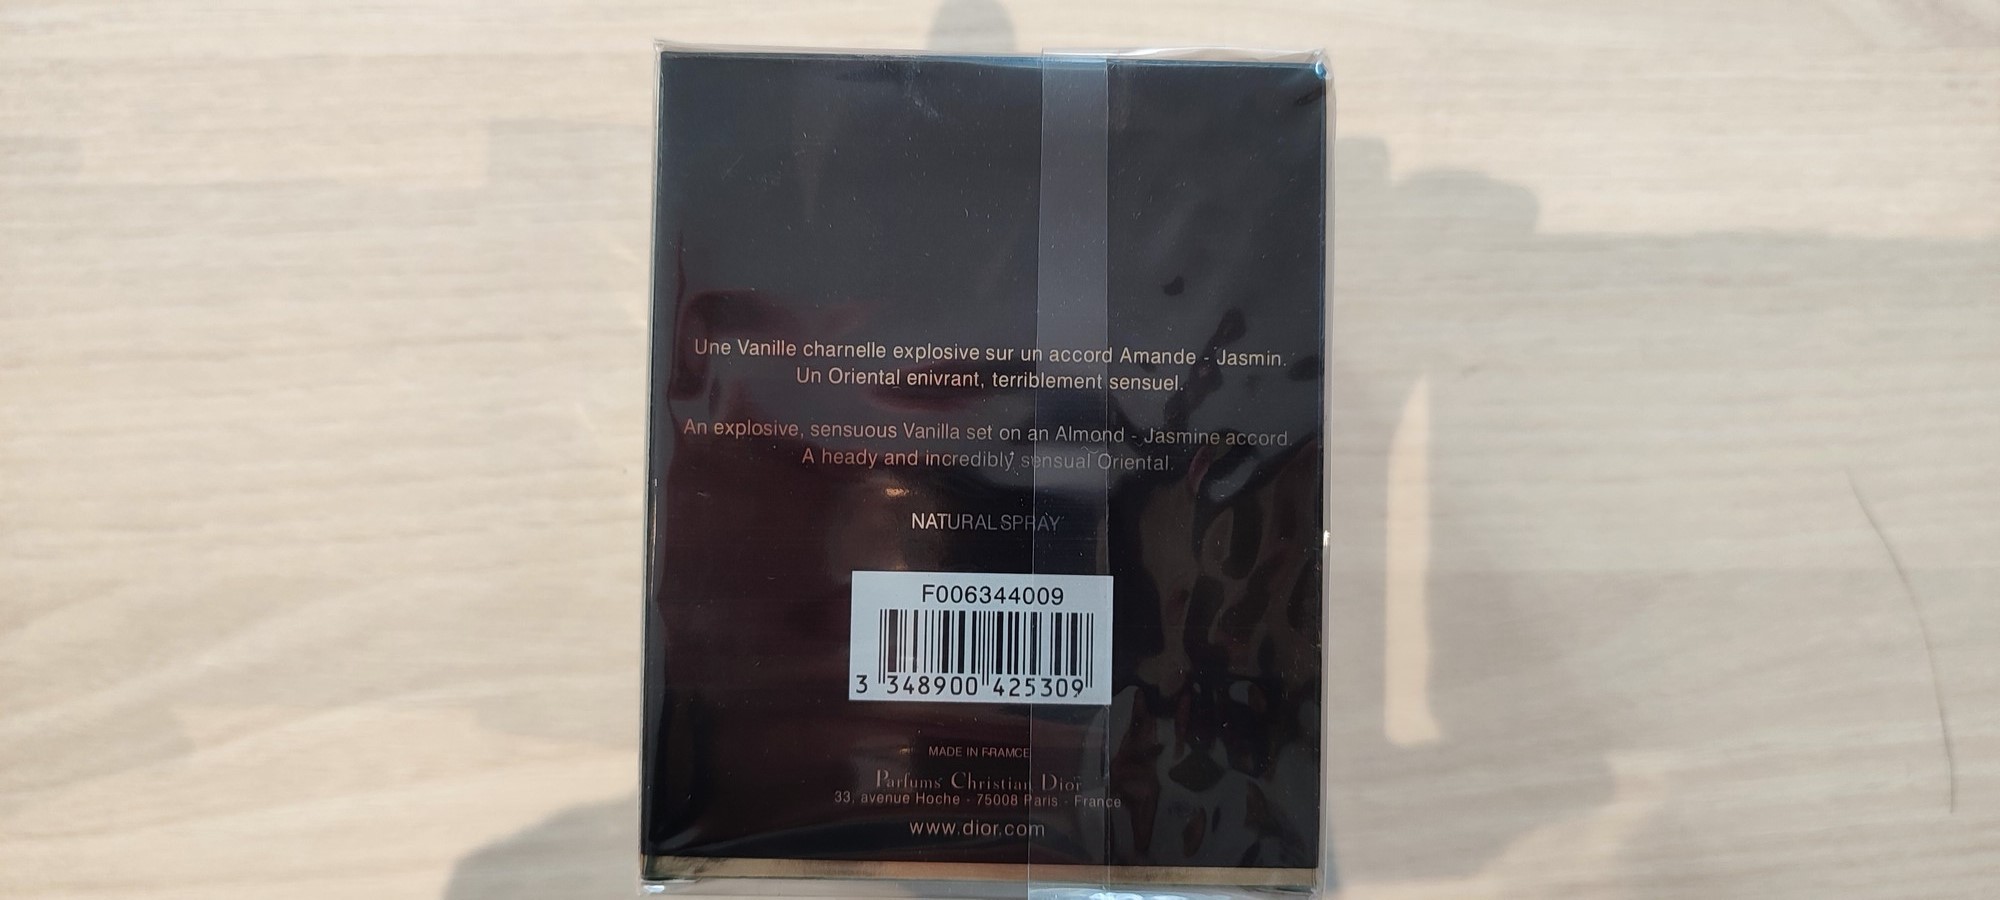 Une Vanille charnelle explosive sur un accord Amande - Jasmin.
Un Oriental enivrant, terriblement sensuel.
An explosive, sensuous Vanilla set on an Almond - Jasmine accord.
A heady and incredibly sensual Oriental.
NATURAL SPRAY
F006344009
3 348900 425309
MADE IN FRANCE
Parfums Christian Dior
33, avenue Hoche - 75008 Paris - France
www.dior.com